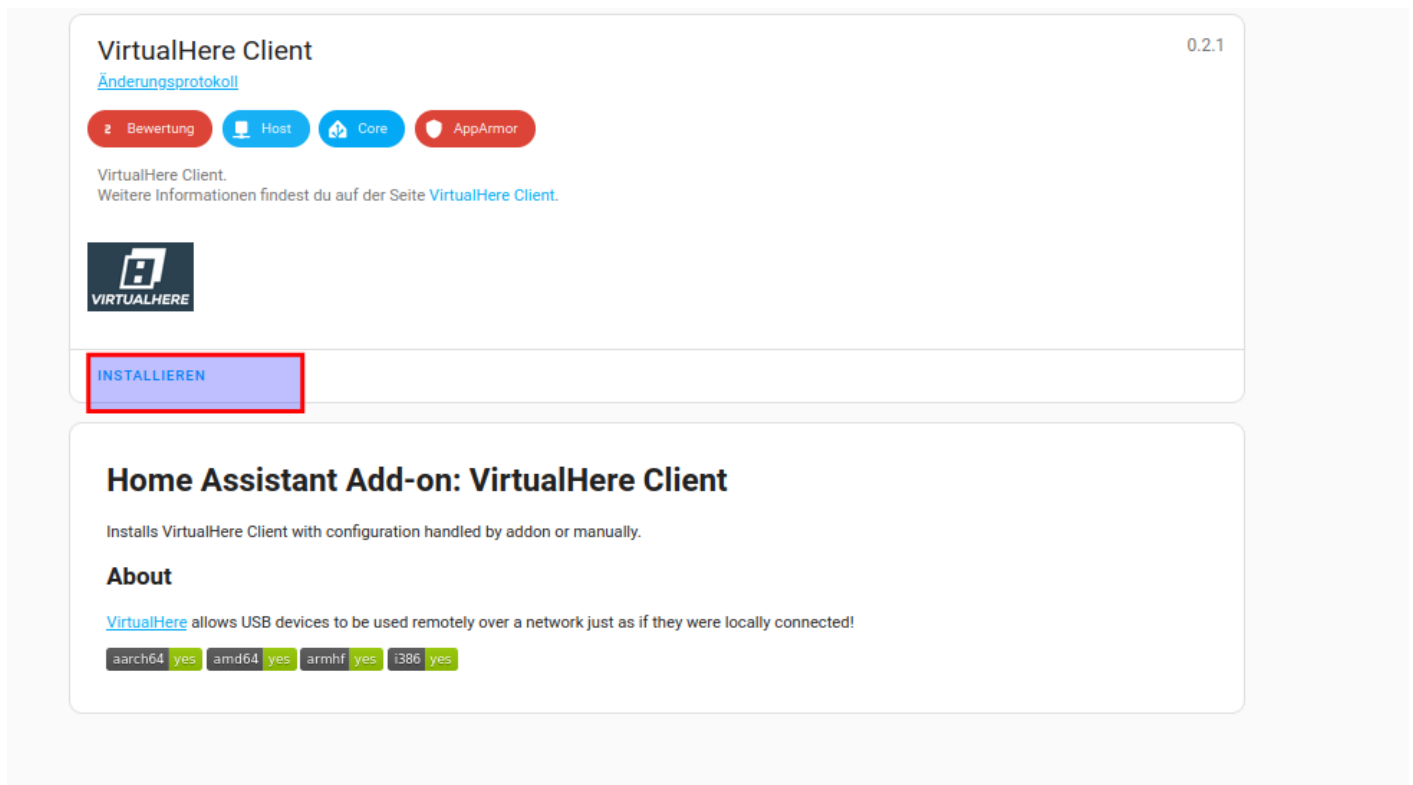 VirtualHere Client
0.2.1
Änderungsprotokoll
2 Bewertung Host Core AppArmor
VirtualHere Client.
Weitere Informationen findest du auf der Seite VirtualHere Client.
VIRTUALHERE
INSTALLIEREN
Home Assistant Add-on: VirtualHere Client
Installs VirtualHere Client with configuration handled by addon or manually.
About
VirtualHere allows USB devices to be used remotely over a network just as if they were locally connected!
aarch64 yes amd64 yes armhf yes i386 yes